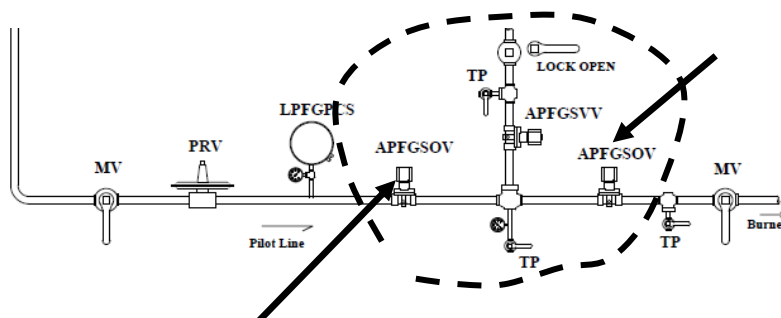 LOCK OPEN
TP
LPFGPCS
APFGSVV
PRV
APFGSOV
APFGSOV
MV
MV
Pilot Line
Burne
TP
TP